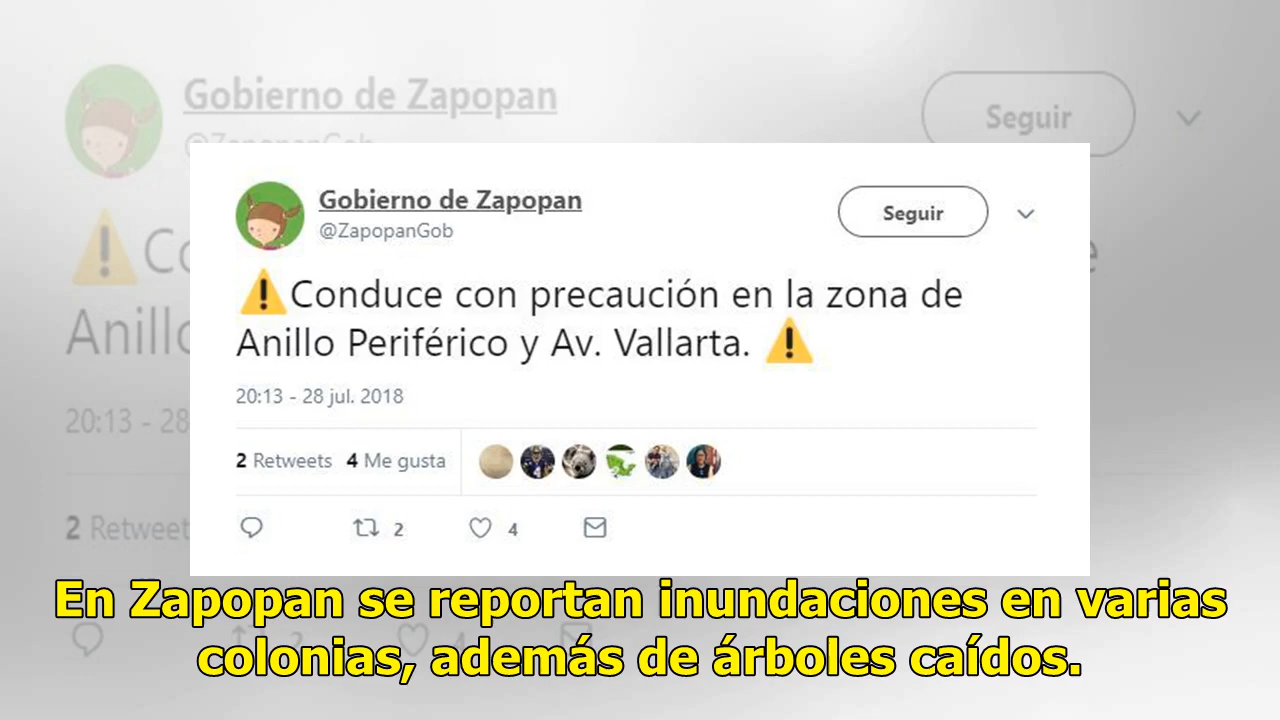 Gobierno de Zapopan
@ZapopanGob
Seguir
⚠Conduce con precaución en la zona de
Anillo Periférico y Av. Vallarta. ⚠
20:13 - 28 jul. 2018
2 Retweets 4 Me gusta
2 4
En Zapopan se reportan inundaciones en varias
colonias, además de árboles caídos.